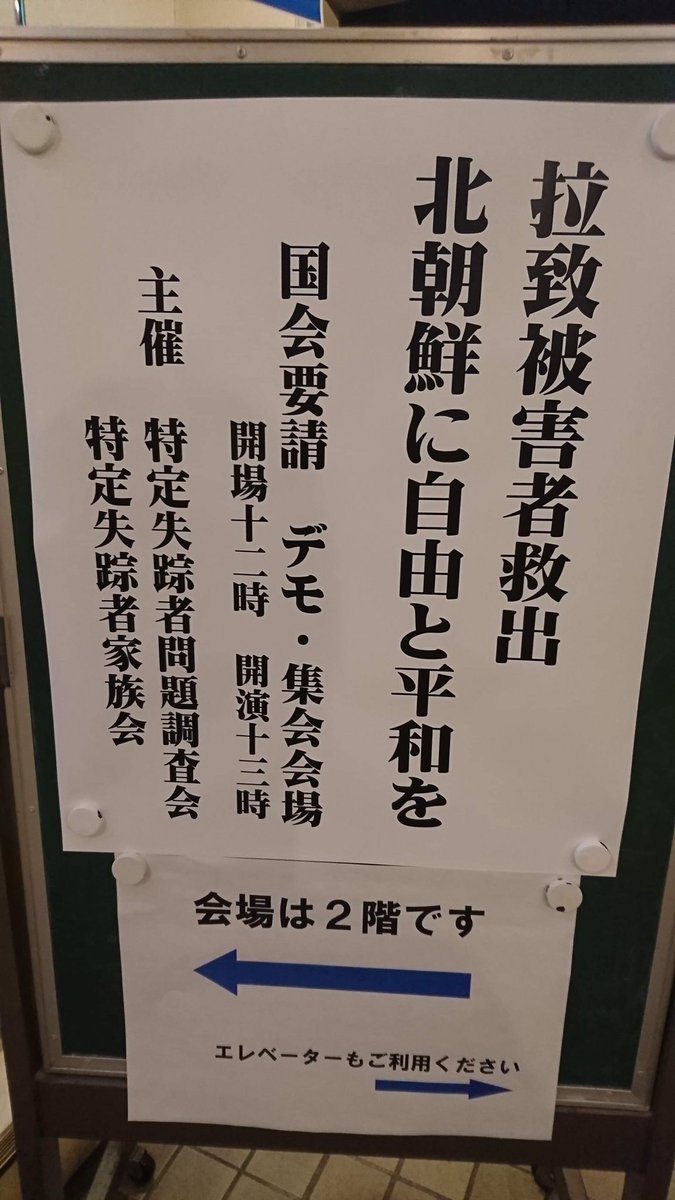 拉致被害者救出
北朝鮮に自由と平和を
国会要請　デモ・集会会場
開場十二時　開演十三時
主催　特定失踪者問題調査会
特定失踪者家族会
会場は２階です
エレベーターもご利用ください